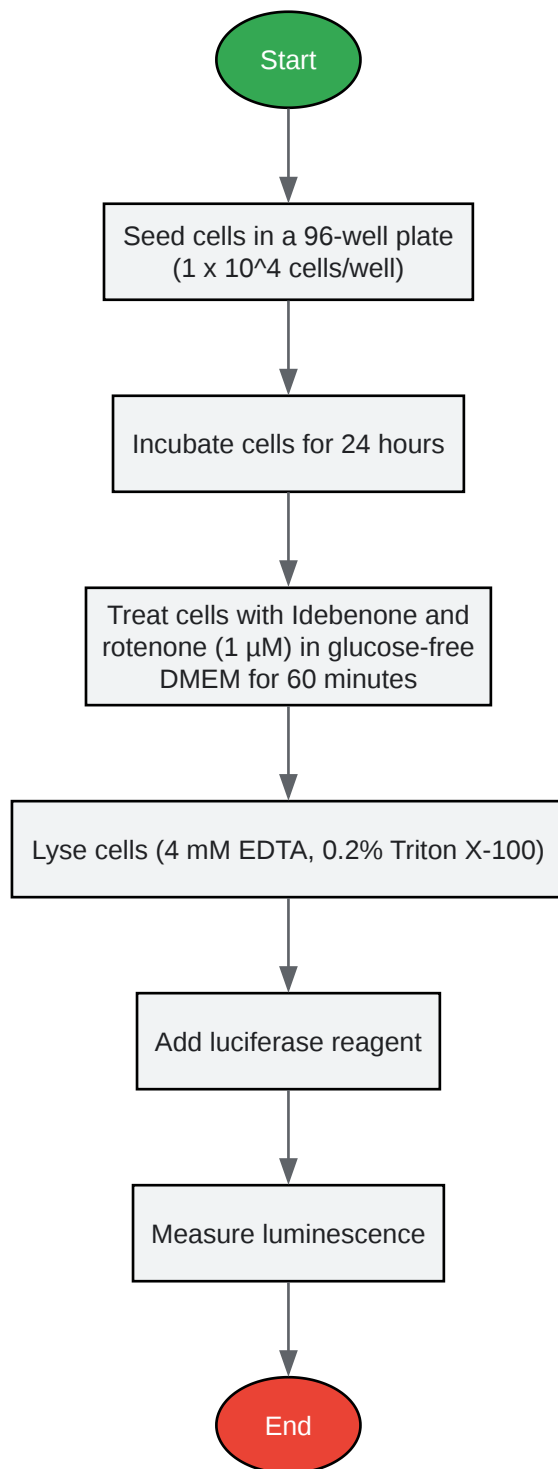 Start
Seed cells in a 96-well plate
(1 x 10^4 cells/well)
Incubate cells for 24 hours
Treat cells with Idebenone and
rotenone (1 µM) in glucose-free
DMEM for 60 minutes
Lyse cells (4 mM EDTA, 0.2% Triton X-100)
Add luciferase reagent
Measure luminescence
End